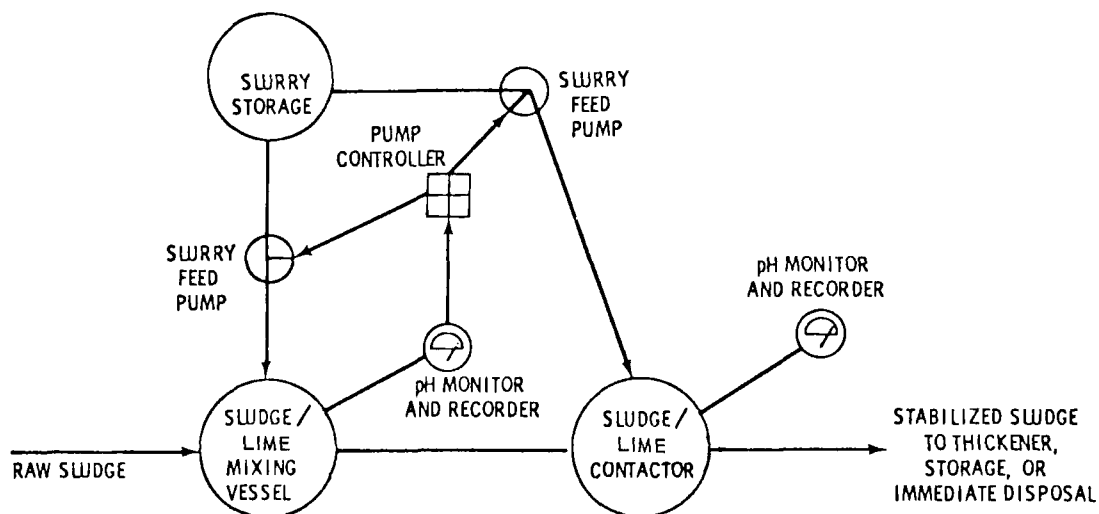 SLURRY
STORAGE
SLURRY
FEED
PUMP
PUMP
CONTROLLER
SLURRY
FEED
PUMP
pH MONITOR
AND RECORDER
pH MONITOR
AND RECORDER
SLUDGE/
LIME
MIXING
VESSEL
SLUDGE/
LIME
CONTACTOR
RAW SLUDGE
STABILIZED SLUDGE
TO THICKENER,
STORAGE, OR
IMMEDIATE DISPOSAL